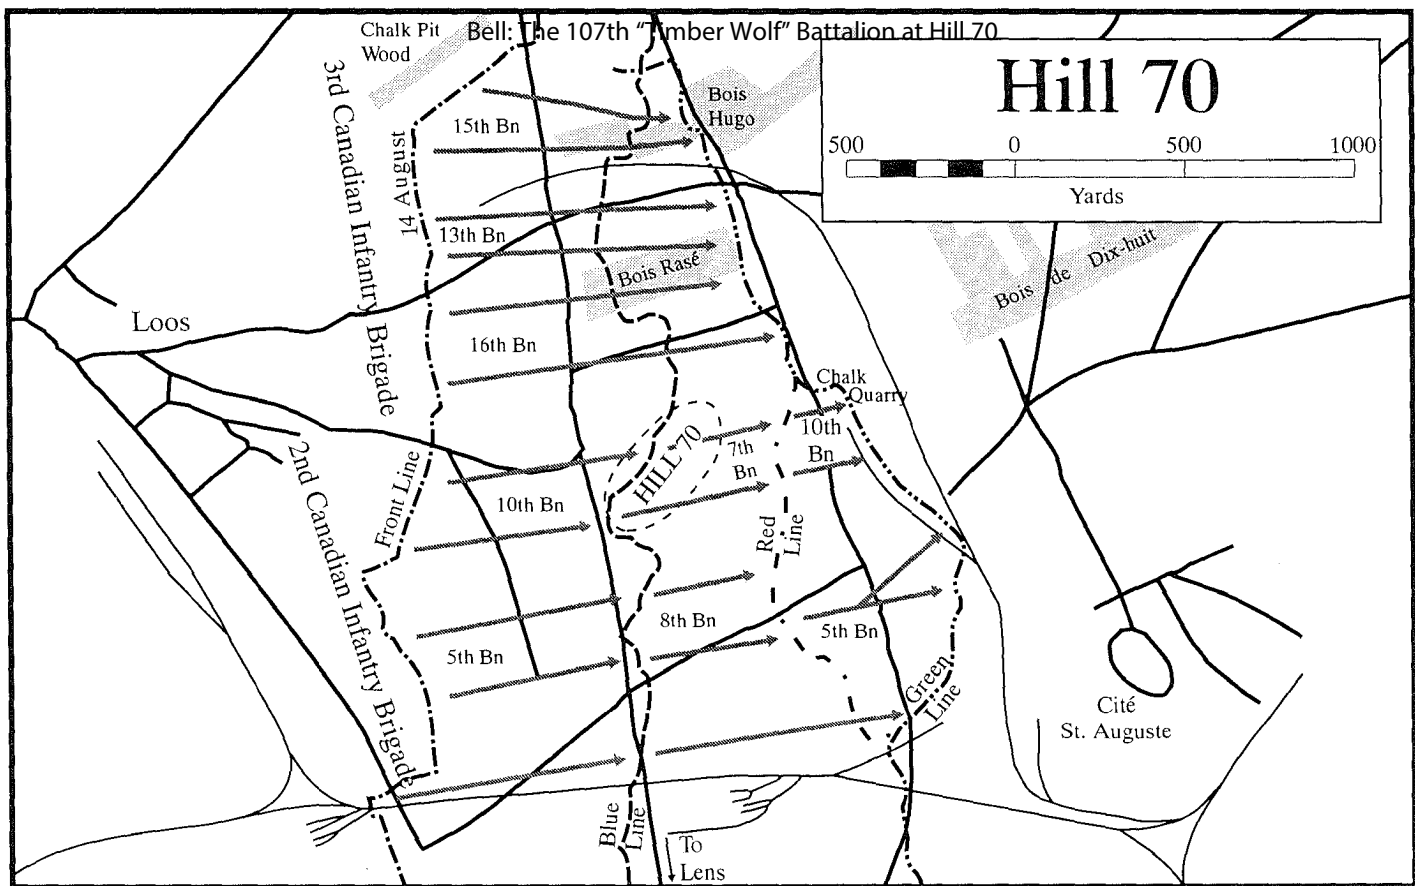 Bell: The 107th “Timber Wolf” Battalion at Hill 70
Chalk Pit
Wood
Hill 70
500 0 500 1000
Yards
Bois
Hugo
15th Bn
14 August
3rd Canadian Infantry Brigade
13th Bn
Bois Rasé
Bois de Dix-huit
Loos
16th Bn
Chalk
Quarry
10th
Bn
7th
Bn
HILL 70
Front Line
2nd Canadian Infantry Brigade
10th Bn
Red
Line
8th Bn
5th Bn
5th Bn
Green
Line
Cité
St. Auguste
Blue
Line
To
Lens